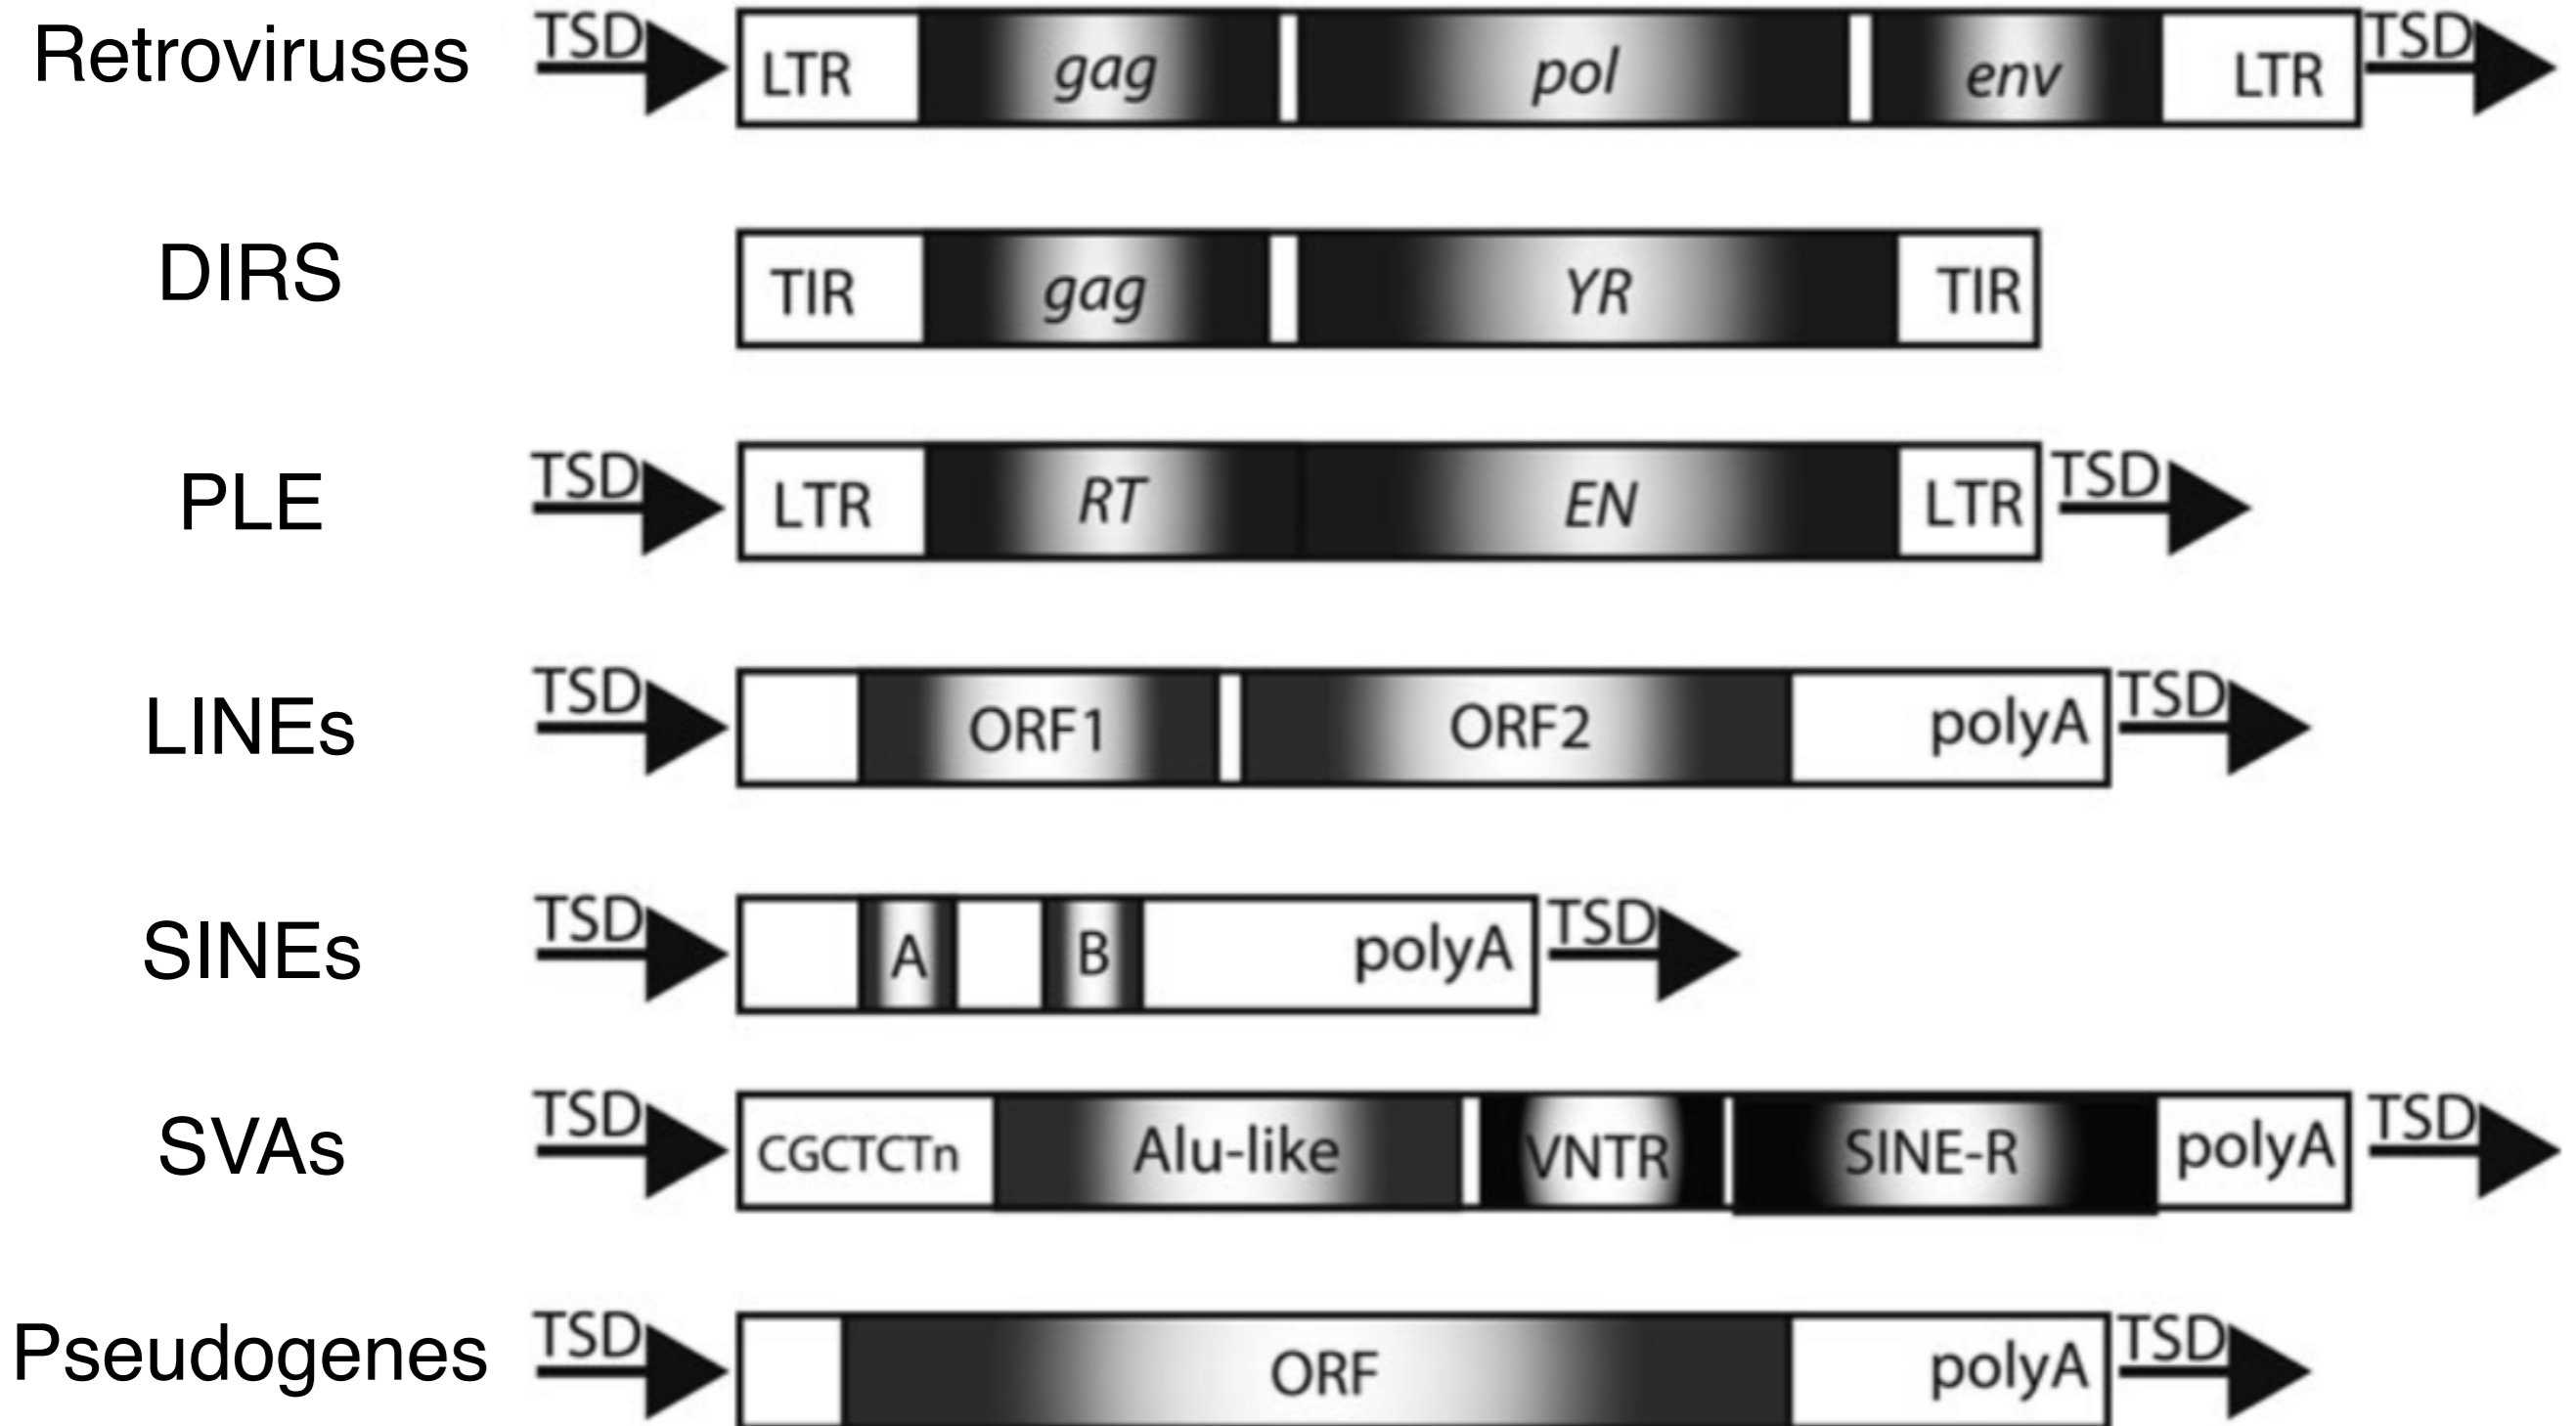 Retroviruses TSD LTR gag pol env LTR TSD
DIRS TIR gag YR TIR
PLE TSD LTR RT EN LTR TSD
LINEs TSD ORF1 ORF2 polyA TSD
SINEs TSD A B polyA TSD
SVAs TSD CGCTCTn Alu-like VNTR SINE-R polyA TSD
Pseudogenes TSD ORF polyA TSD